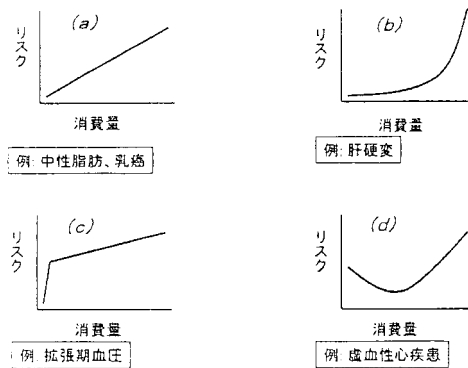 (a)
リスク
消費量
例: 中性脂肪、乳癌
(b)
リスク
消費量
例: 肝硬変
(c)
リスク
消費量
例: 拡張期血圧
(d)
リスク
消費量
例: 虚血性心疾患